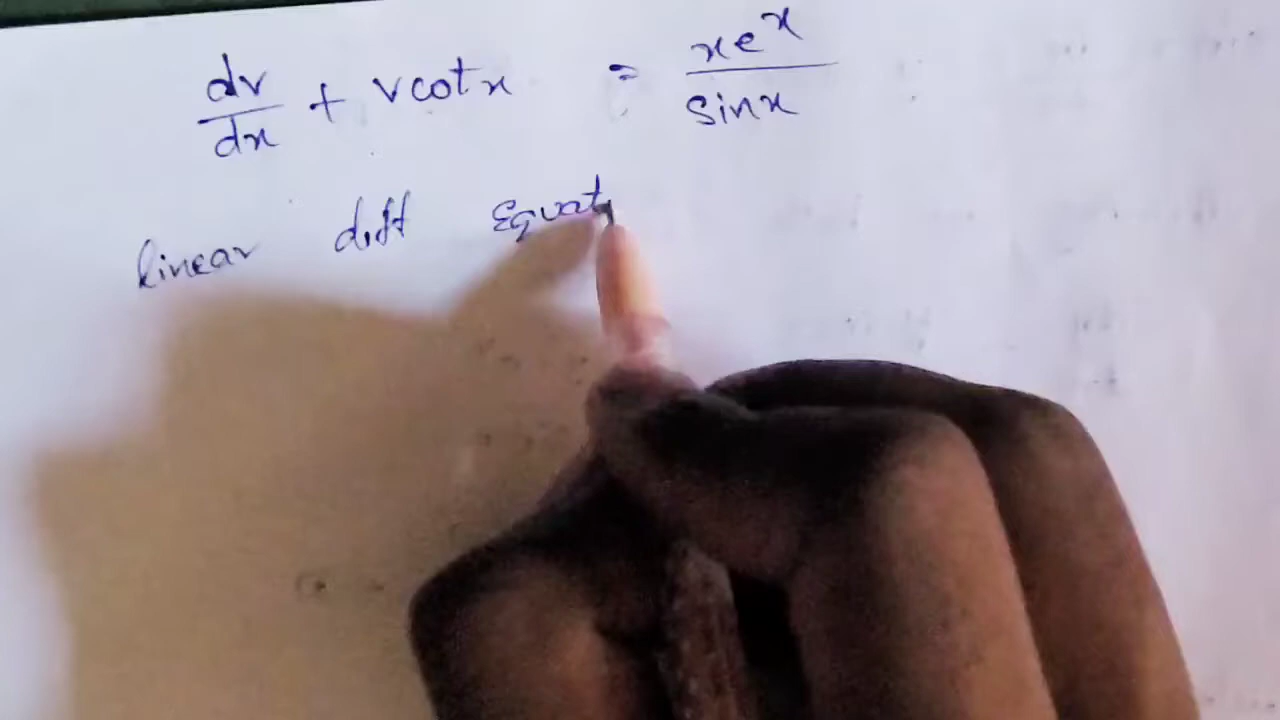 dv/dx + v cot x = xe^x / sin x
linear diff Equat